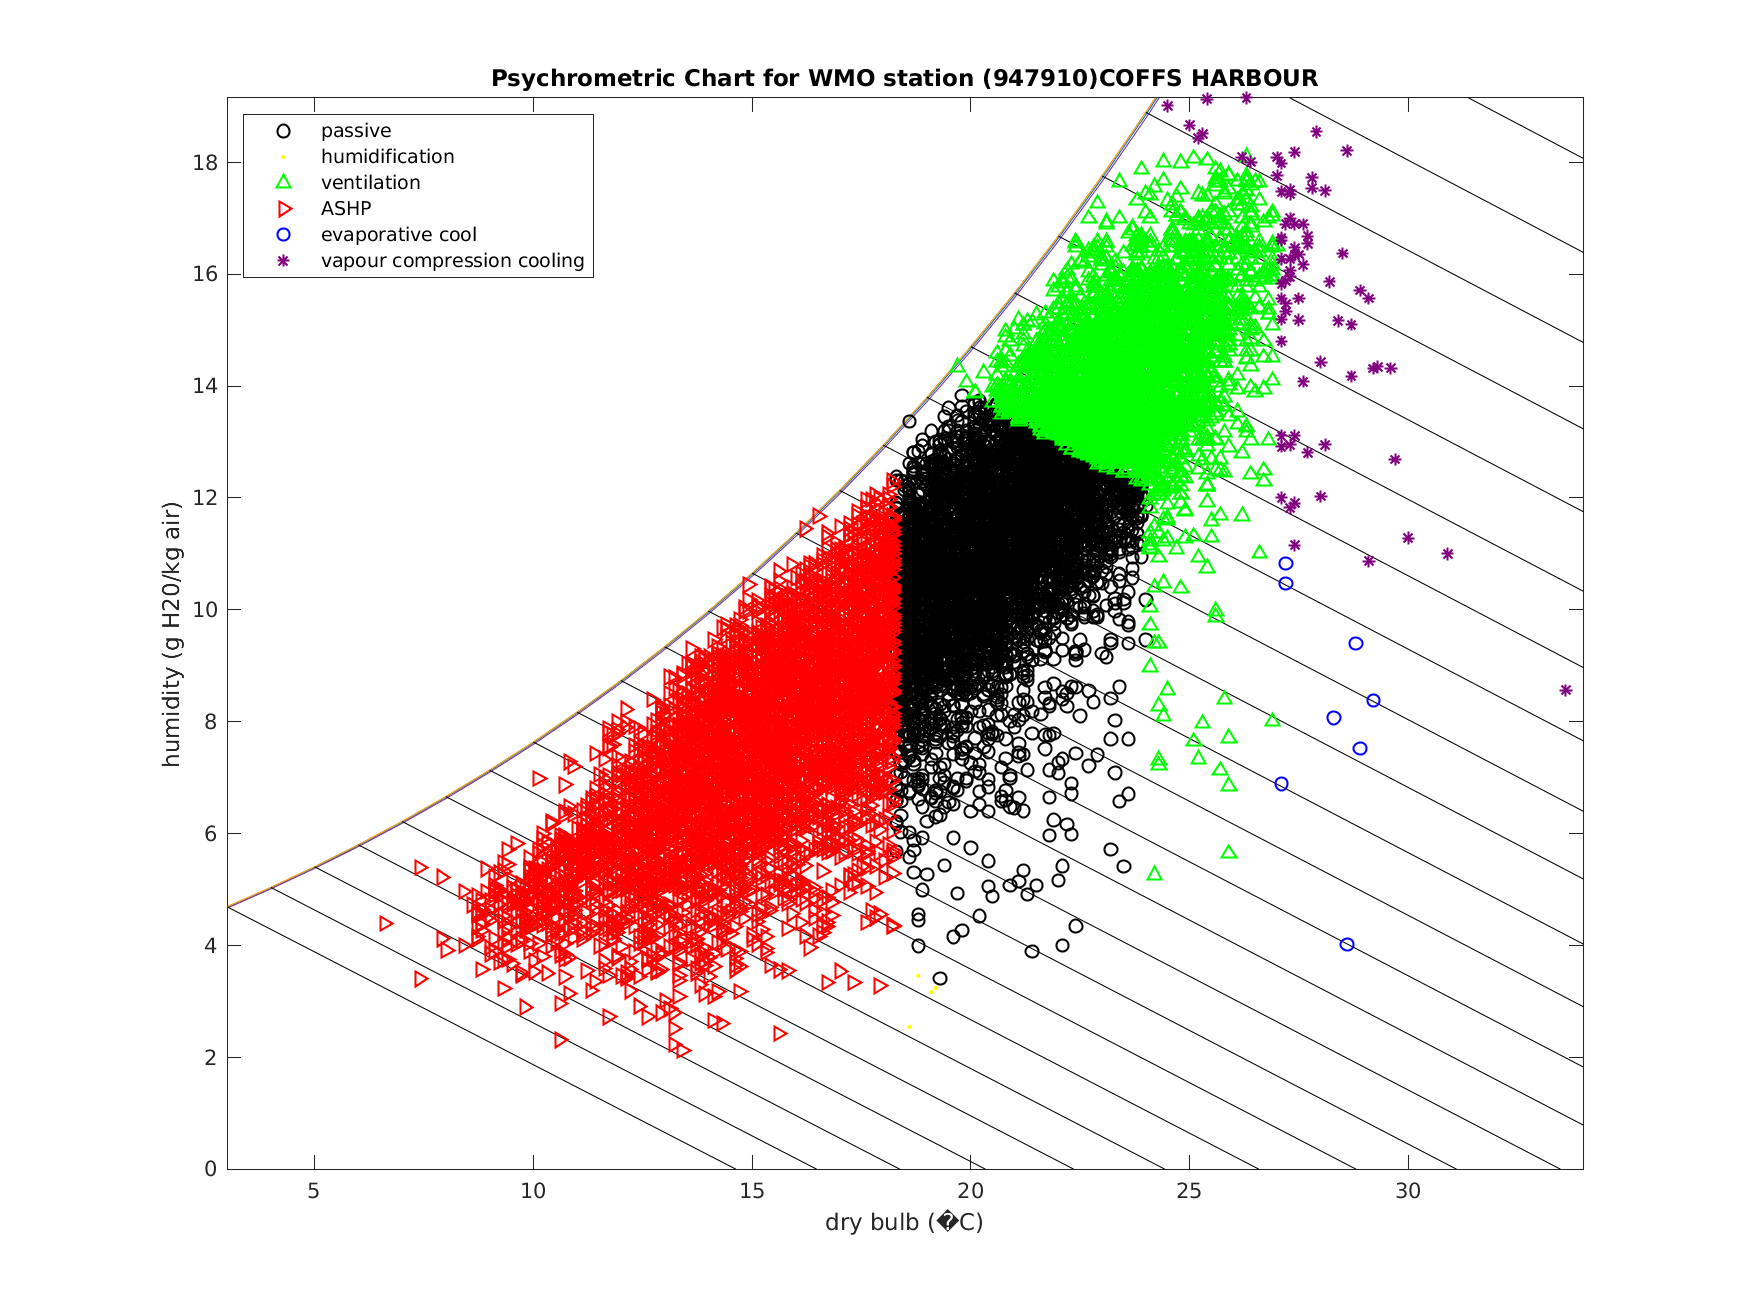 Psychrometric Chart for WMO station (947910)COFFS HARBOUR
passive
humidification
ventilation
ASHP
evaporative cool
vapour compression cooling
humidity (g H20/kg air)
18
16
14
12
10
8
6
4
2
0
5 10 15 20 25 30
dry bulb (�C)